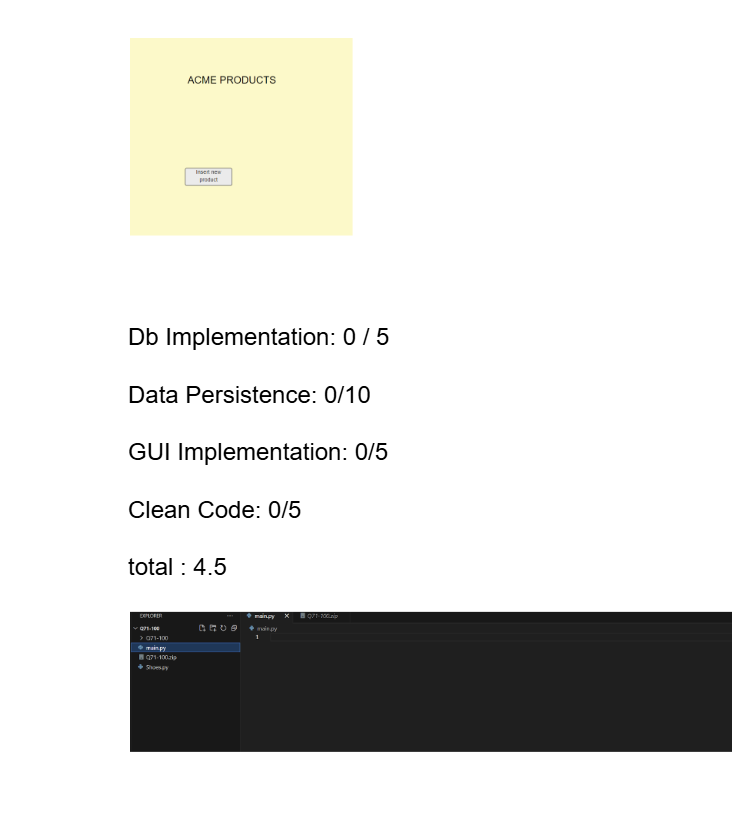 ACME PRODUCTS
Insert new
product
Db Implementation: 0 / 5
Data Persistence: 0/10
GUI Implementation: 0/5
Clean Code: 0/5
total : 4.5
EXPLORER ... main.py X Q71-100.zip
Q71-100 main.py
> Q71-100 1
main.py
Q71-100.zip
Shoes.py